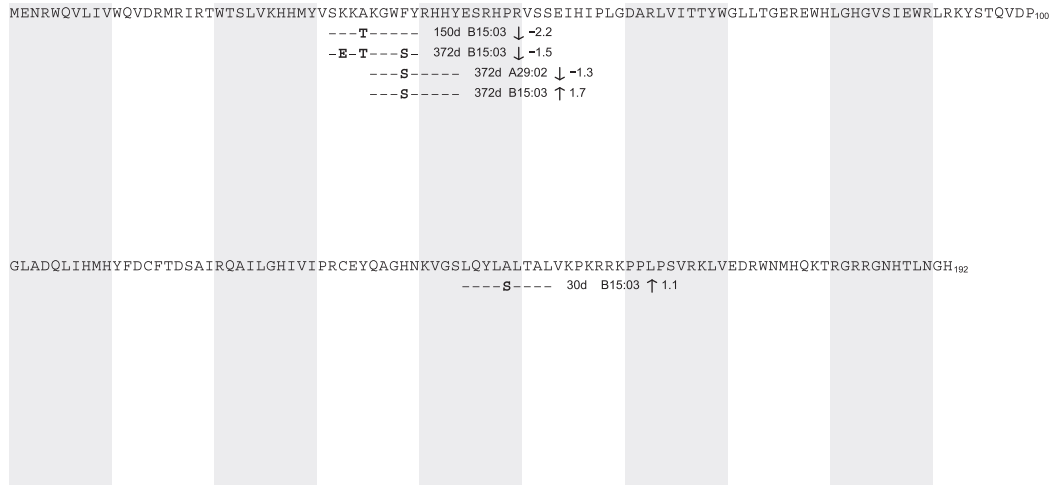 MENRWQVLIVWQVDRMRIRTWTSLVKHHMYVSKKAKGWFYRHHYESRHPRVSSEIHIPLGDARLVITTYWGLLTGEREWHLGHGVSIEWRLRKYSTQVDP100
---T----- 150d B15:03 ↓ −2.2
-E-T---S- 372d B15:03 ↓ −1.5
---S----- 372d A29:02 ↓ −1.3
---S----- 372d B15:03 ↑ 1.7
GLADQLIHMHYFDCFTDSAIRQAILGHIVIPRCEYQAGHNKVGSLQYLALTALVKPKRRKPPLPSVRKLVEDRWNMHQKTRGRRGNHTLNGH192
----S---- 30d B15:03 ↑ 1.1